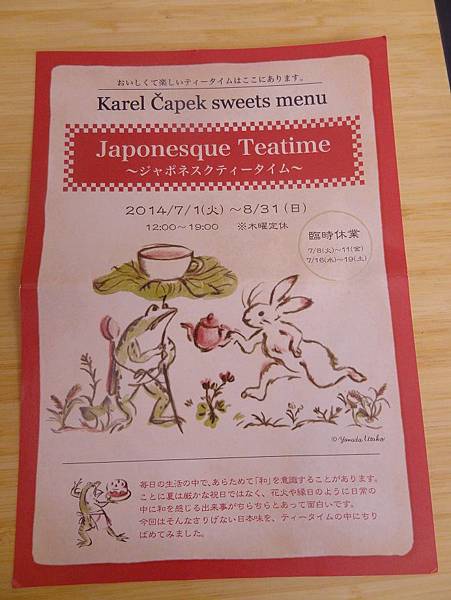 おいしくて楽しいティータイムはここにあります。
Karel Čapek sweets menu
Japonesque Teatime
～ジャポネスクティータイム～
2014/7/1(火) ～8/31(日)
12:00～19:00 ※木曜定休
臨時休業
7/8(火)～11(金)
7/16(水)～19(土)
© Yamada Utako
毎日の生活の中で、あらためて「和」を意識することがあります。
ことに夏は厳かな祝日ではなく、花火や縁日のように日常の
中に和を感じる出来事がちらちらとあって面白いです。
今回はそんなさりげない日本味を、ティータイムの中にちり
ばめてみました。